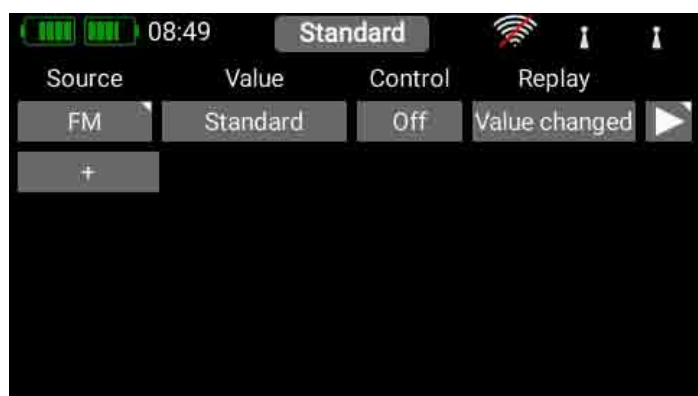 08:49 Standard
Source Value Control Replay
FM Standard Off Value changed
+